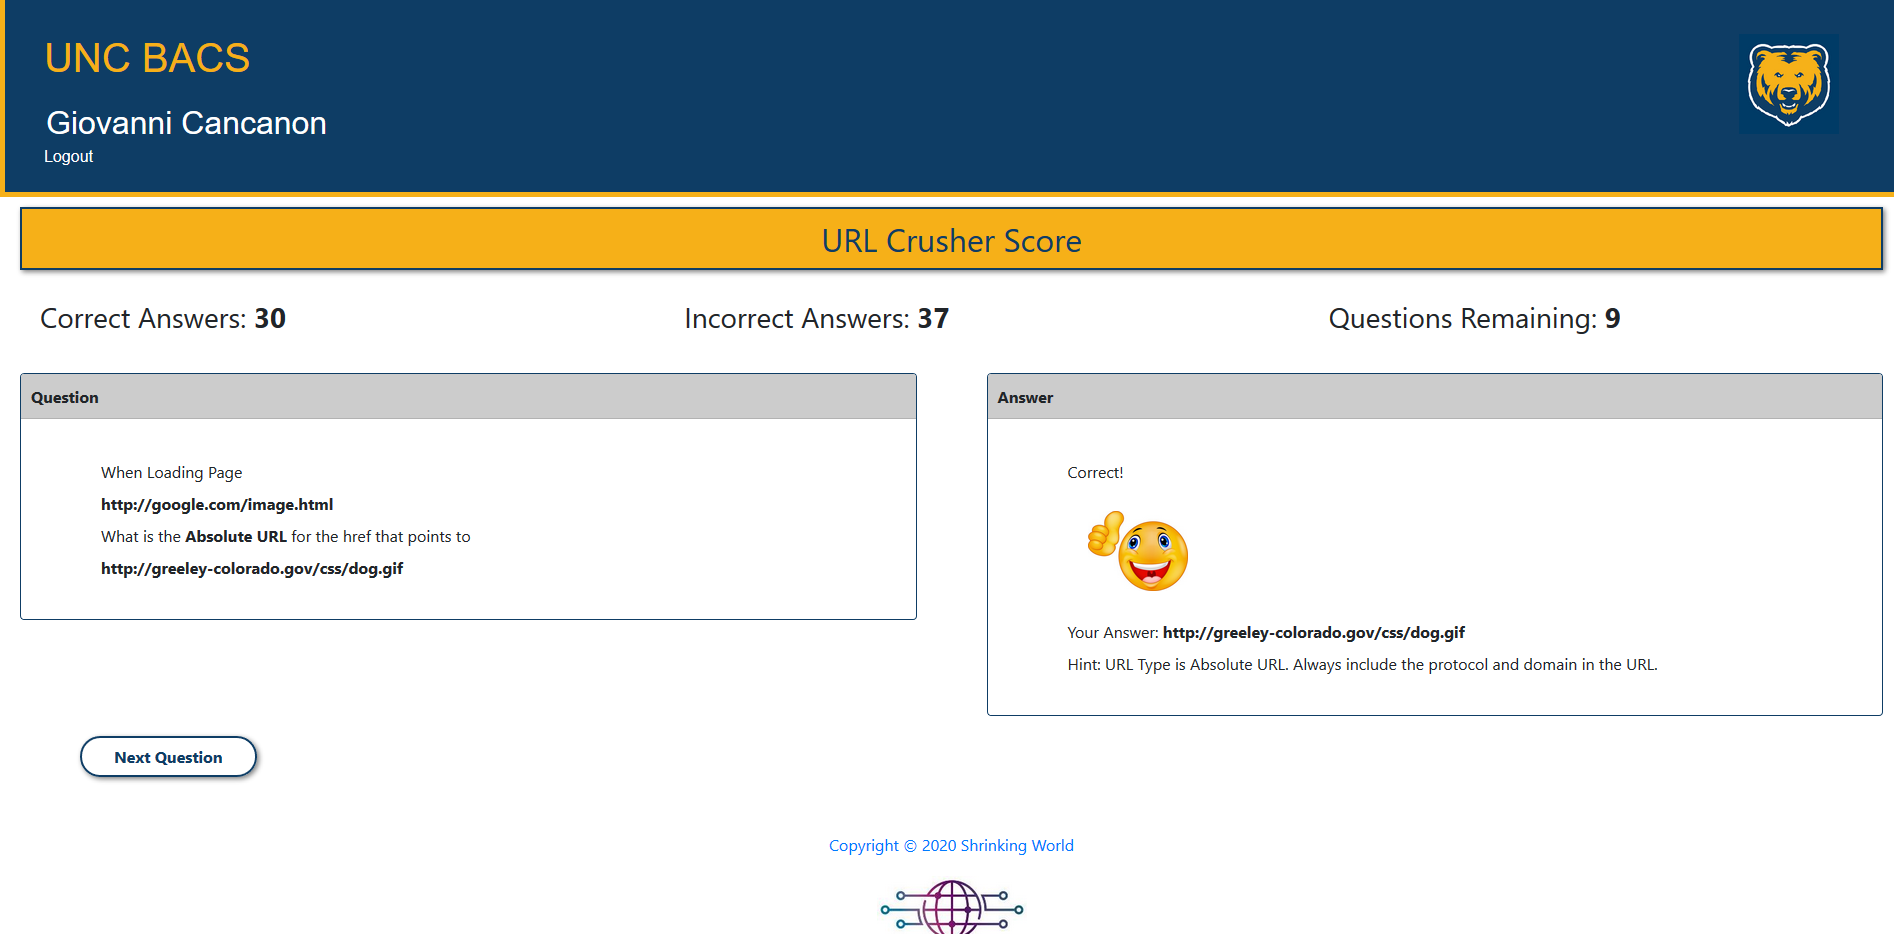 UNC BACS
Giovanni Cancanon
Logout
URL Crusher Score
Correct Answers: 30
Incorrect Answers: 37
Questions Remaining: 9
Question
When Loading Page
http://google.com/image.html
What is the Absolute URL for the href that points to
http://greeley-colorado.gov/css/dog.gif
Answer
Correct!
Your Answer: http://greeley-colorado.gov/css/dog.gif
Hint: URL Type is Absolute URL. Always include the protocol and domain in the URL.
Next Question
Copyright © 2020 Shrinking World